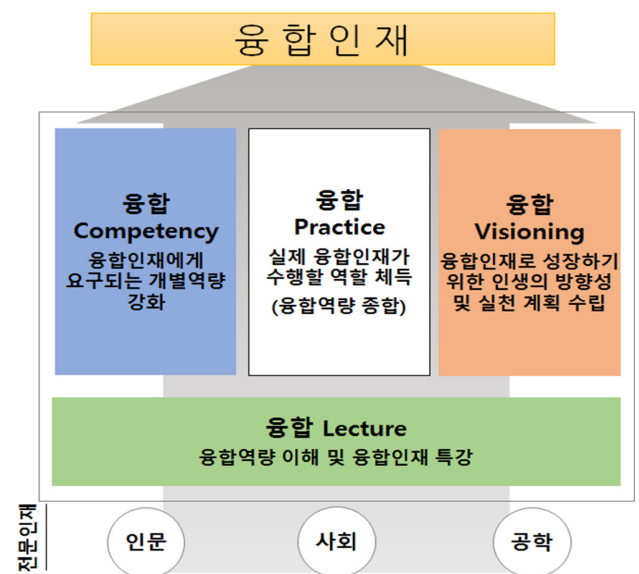 융합인재
융합
Competency
융합인재에게
요구되는 개별역량
강화
융합
Practice
실제 융합인재가
수행할 역할 체득
(융합역량 종합)
융합
Visioning
융합인재로 성장하기
위한 인생의 방향성
및 실천 계획 수립
융합 Lecture
융합역량 이해 및 융합인재 특강
전문인재
인문
사회
공학